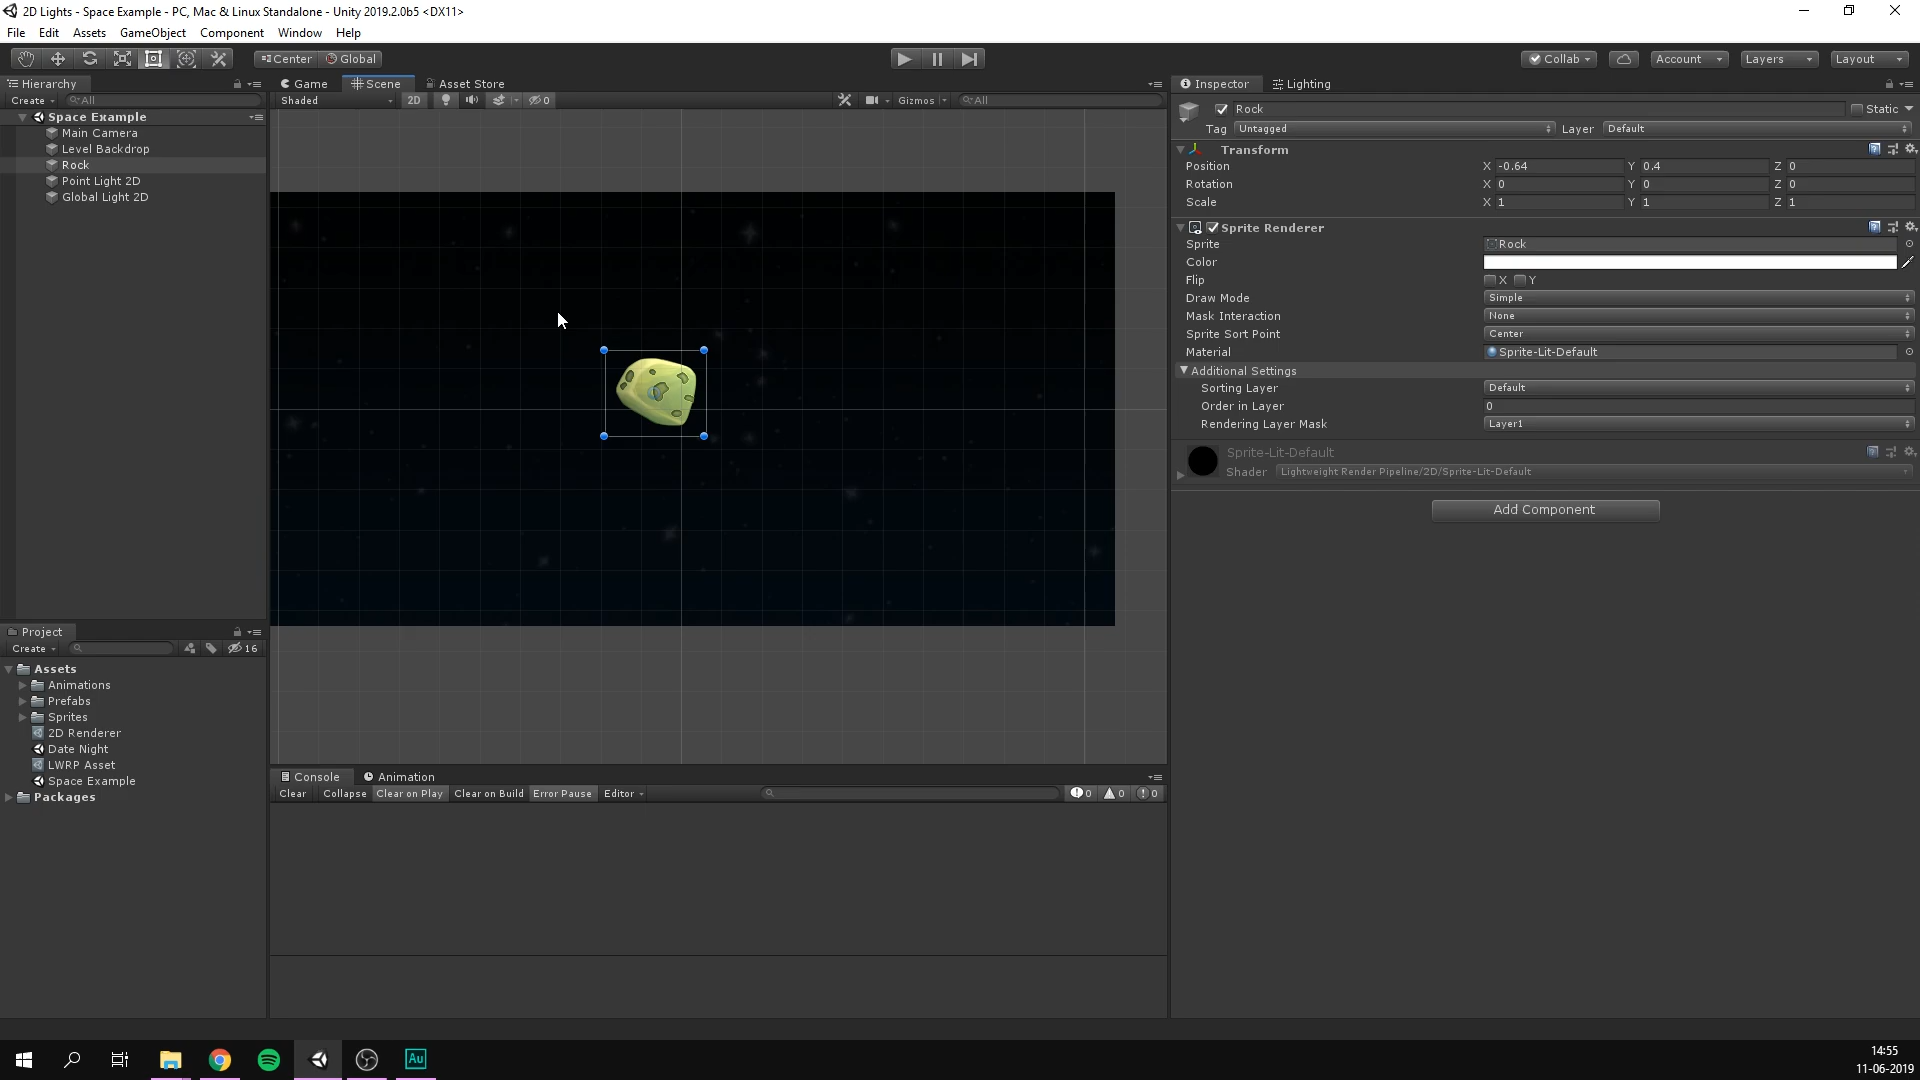 2D Lights - Space Example - PC, Mac & Linux Standalone - Unity 2019.2.0b5 <DX11>
File Edit Assets GameObject Component Window Help
Center Global
Collab Account Layers Layout
Hierarchy
Create All
Space Example
Main Camera
Level Backdrop
Rock
Point Light 2D
Global Light 2D
Game Scene Asset Store
Shaded 2D 0 Gizmos All
Inspector Lighting
Rock Static
Tag Untagged Layer Default
Transform
Position X -0.64 Y 0.4 Z 0
Rotation X 0 Y 0 Z 0
Scale X 1 Y 1 Z 1
Sprite Renderer
Sprite Rock
Color
Flip X Y
Draw Mode Simple
Mask Interaction None
Sprite Sort Point Center
Material Sprite-Lit-Default
Additional Settings
Sorting Layer Default
Order in Layer 0
Rendering Layer Mask Layer1
Sprite-Lit-Default
Shader Lightweight Render Pipeline/2D/Sprite-Lit-Default
Add Component
Project
Create 16
Assets
Animations
Prefabs
Sprites
2D Renderer
Date Night
LWRP Asset
Space Example
Packages
Console Animation
Clear Collapse Clear on Play Clear on Build Error Pause Editor 0 0 0
Au
14:55
11-06-2019